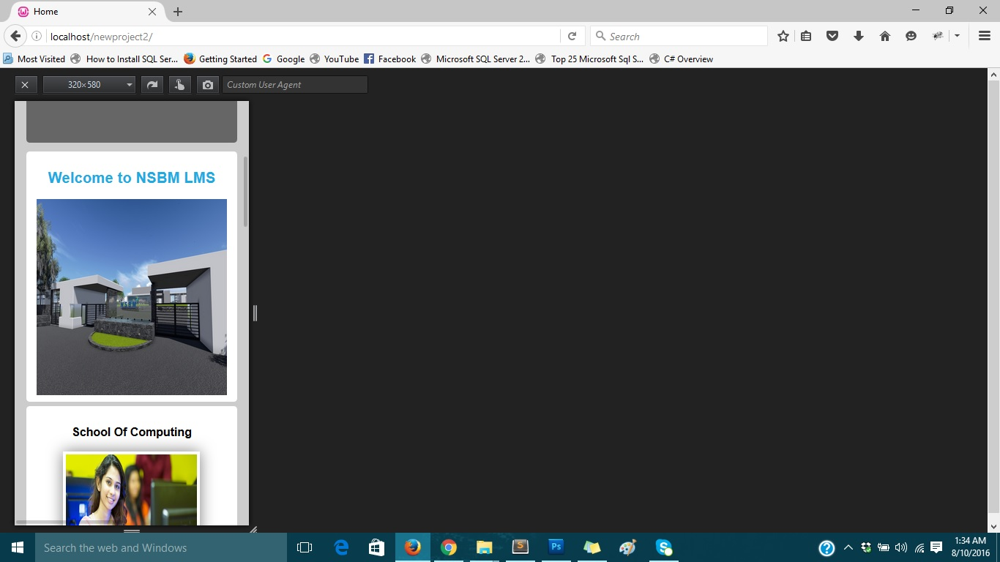 Home
localhost/newproject2/
Search
Most Visited
How to Install SQL Ser...
Getting Started
Google
YouTube
Facebook
Microsoft SQL Server 2...
Top 25 Microsoft Sql S...
C# Overview
320×580
Custom User Agent
Welcome to NSBM LMS
School Of Computing
Search the web and Windows
Ps
1:34 AM
8/10/2016